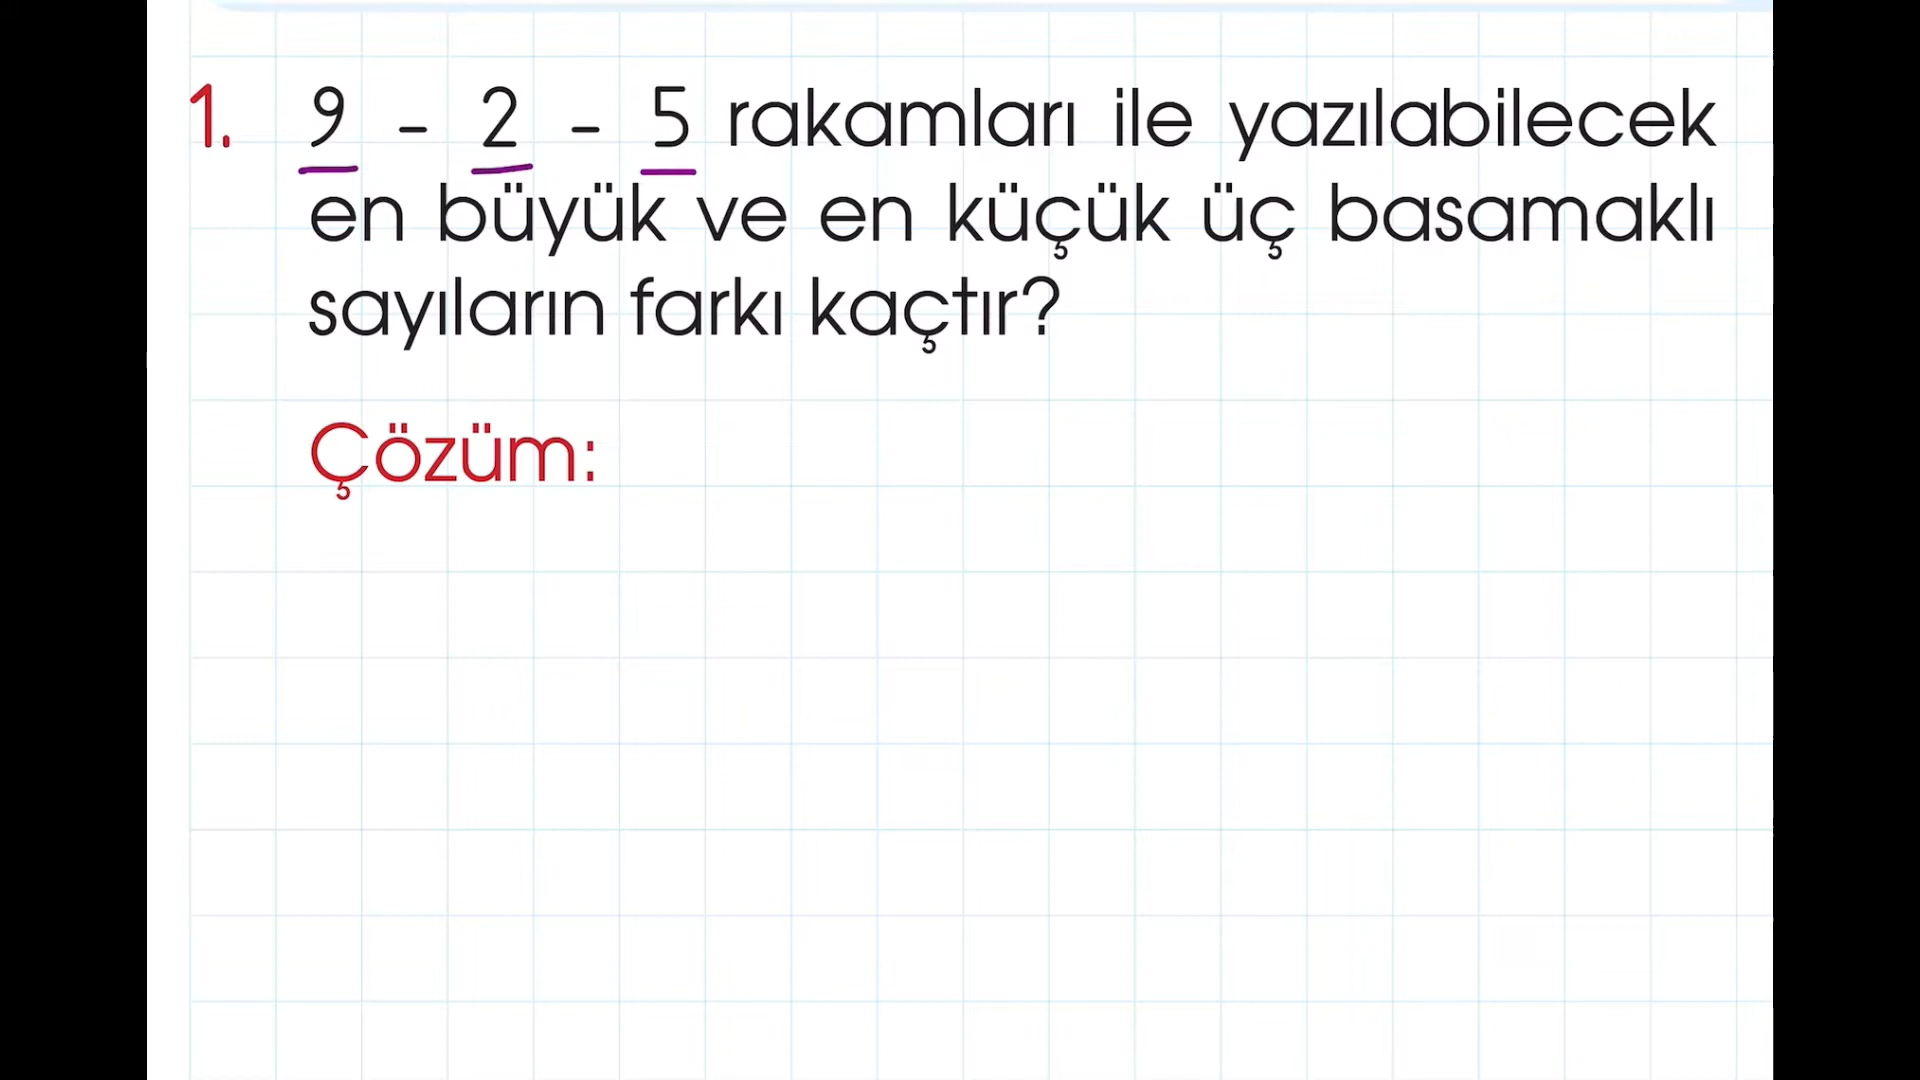 1. 9 - 2 - 5 rakamları ile yazılabilecek
en büyük ve en küçük üç basamaklı
sayıların farkı kaçtır?
Çözüm: